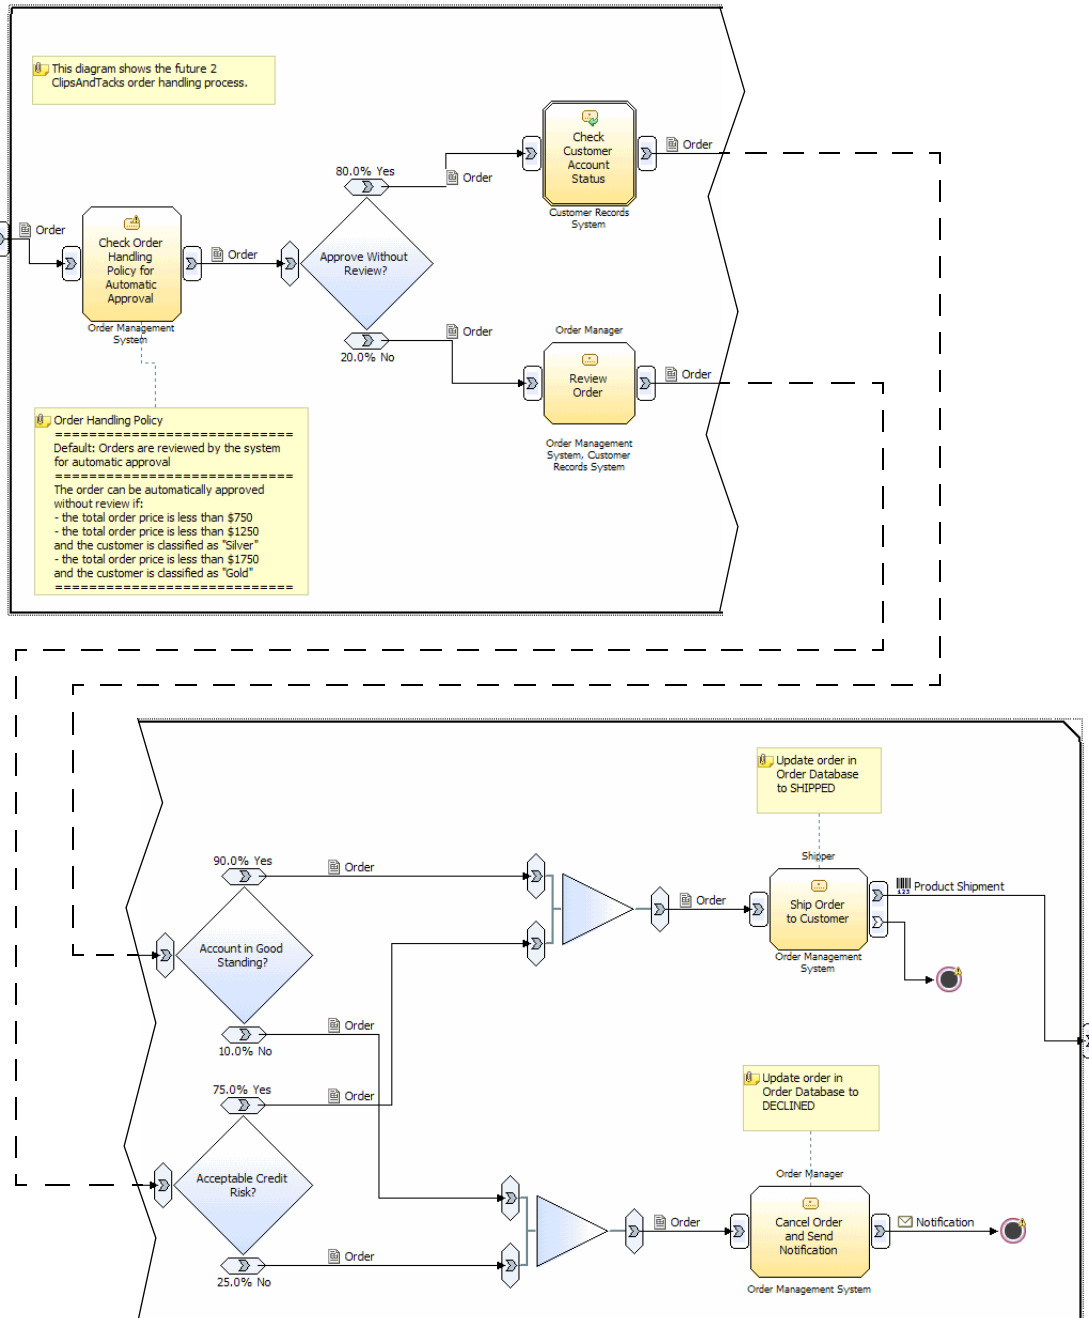 This diagram shows the future 2
ClipsAndTacks order handling process.
Order
Check Order
Handling
Policy for
Automatic
Approval
Order Management
System
Order
Approve Without
Review?
80.0% Yes
Order
20.0% No
Order
Check
Customer
Account
Status
Customer Records
System
Order
Order Manager
Review
Order
Order Management
System, Customer
Records System
Order
Order Handling Policy
============================
Default: Orders are reviewed by the system
for automatic approval
============================
The order can be automatically approved
without review if:
- the total order price is less than $750
- the total order price is less than $1250
and the customer is classified as "Silver"
- the total order price is less than $1750
and the customer is classified as "Gold"
============================
90.0% Yes
Order
Account in Good
Standing?
10.0% No
Order
75.0% Yes
Order
Acceptable Credit
Risk?
25.0% No
Order
Update order in
Order Database
to SHIPPED
Order
Shipper
Ship Order
to Customer
Order Management
System
123
Product Shipment
Update order in
Order Database to
DECLINED
Order
Order Manager
Cancel Order
and Send
Notification
Order Management System
Notification